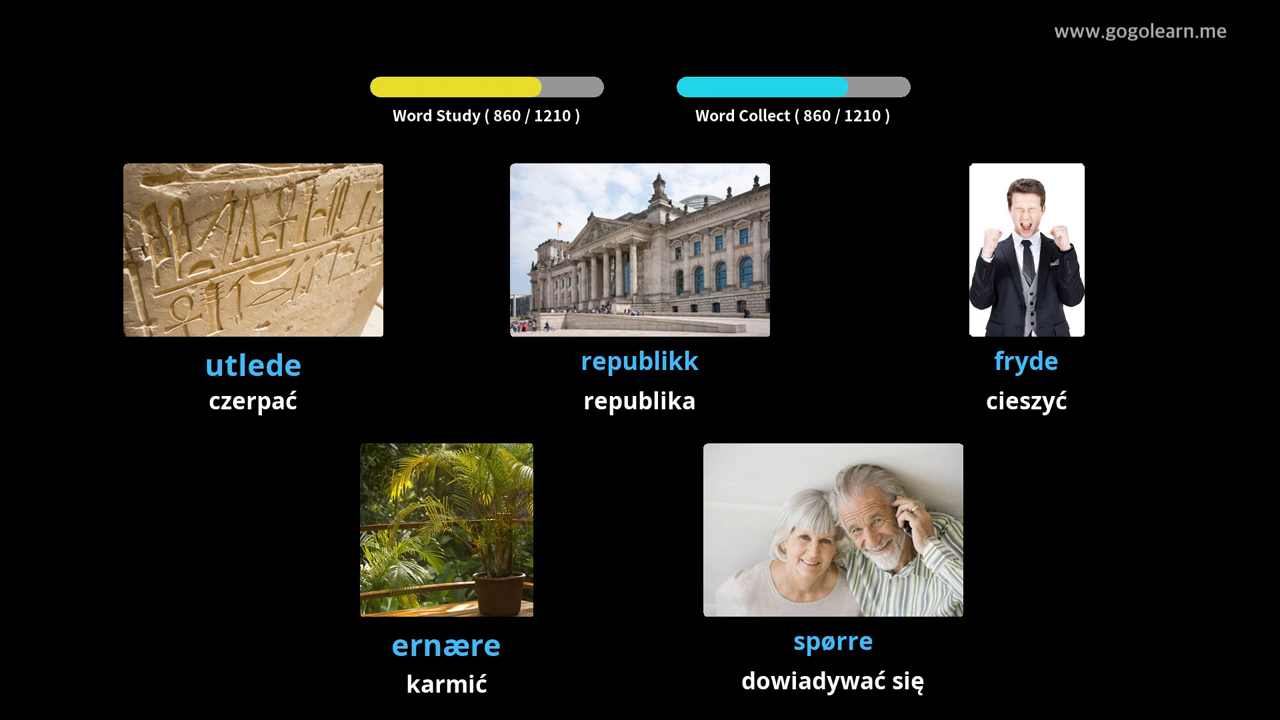 www.gogolearn.me
Word Study ( 860 / 1210 )
Word Collect ( 860 / 1210 )
utlede
czerpać
republikk
republika
fryde
cieszyć
ernære
karmić
spørre
dowiadywać się